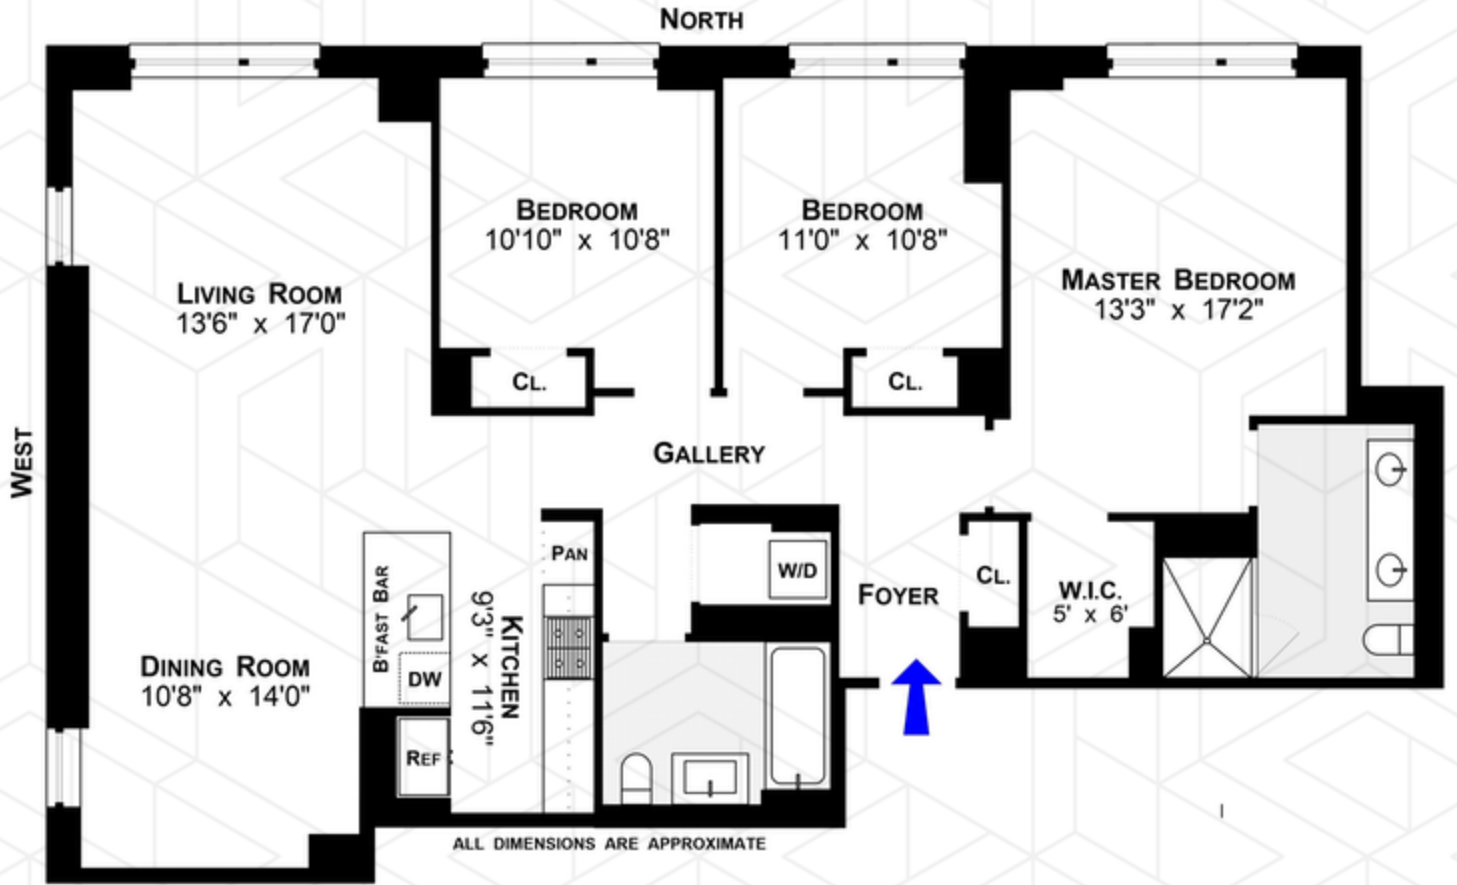 NORTH
BEDROOM
10'10" x 10'8"
BEDROOM
11'0" x 10'8"
LIVING ROOM
13'6" x 17'0"
MASTER BEDROOM
13'3" x 17'2"
CL.
CL.
WEST
GALLERY
PAN
W/D
CL.
FOYER
W.I.C.
5' x 6'
B'FAST BAR
KITCHEN
9'3" x 11'6"
DINING ROOM
10'8" x 14'0"
DW
REF
ALL DIMENSIONS ARE APPROXIMATE